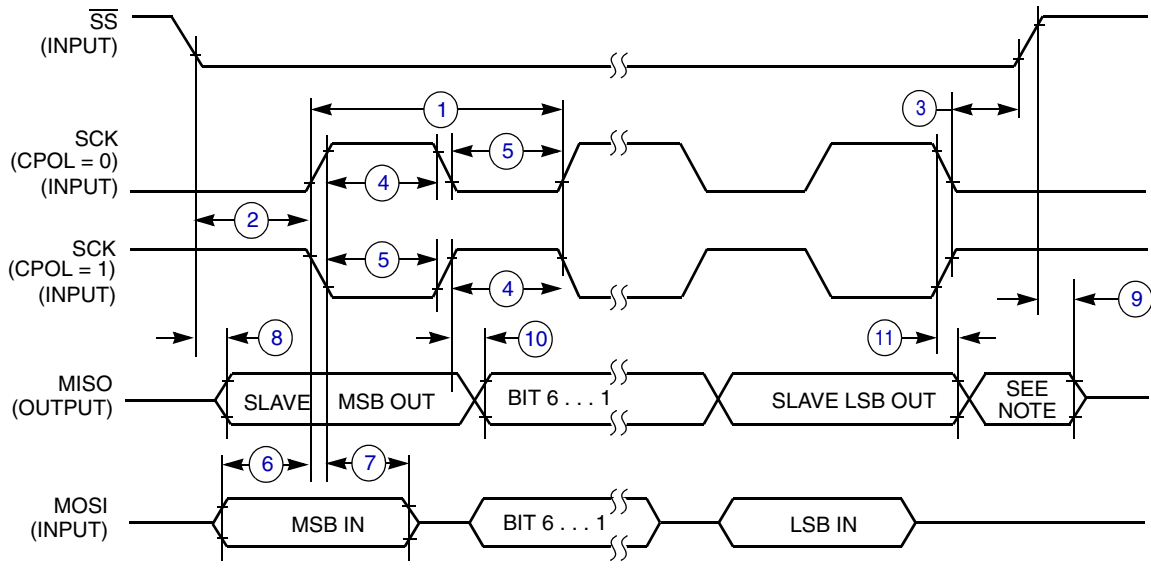 SS
(INPUT)
1
3
SCK
(CPOL = 0)
(INPUT)
5
4
2
SCK
(CPOL = 1)
(INPUT)
5
4
9
8
10
11
MISO
(OUTPUT)
SLAVE MSB OUT
BIT 6 . . . 1
SLAVE LSB OUT
SEE
NOTE
6
7
MOSI
(INPUT)
MSB IN
BIT 6 . . . 1
LSB IN